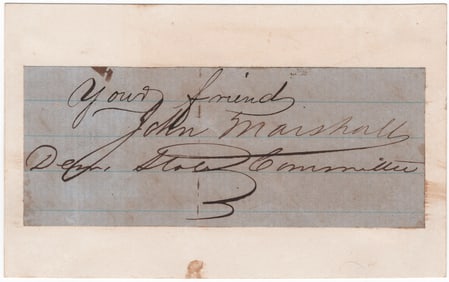 Your friend
John Marshall
Dem. State Committee